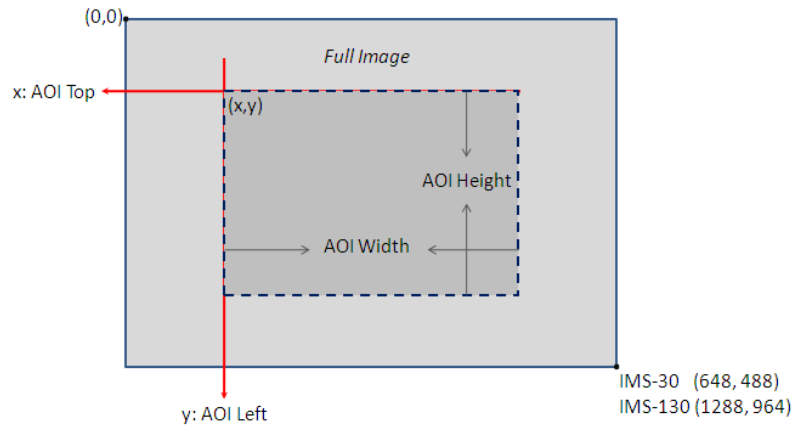 (0,0)
Full Image
x: AOI Top
(x,y)
AOI Height
AOI Width
IMS-30 (648, 488)
IMS-130 (1288, 964)
y: AOI Left